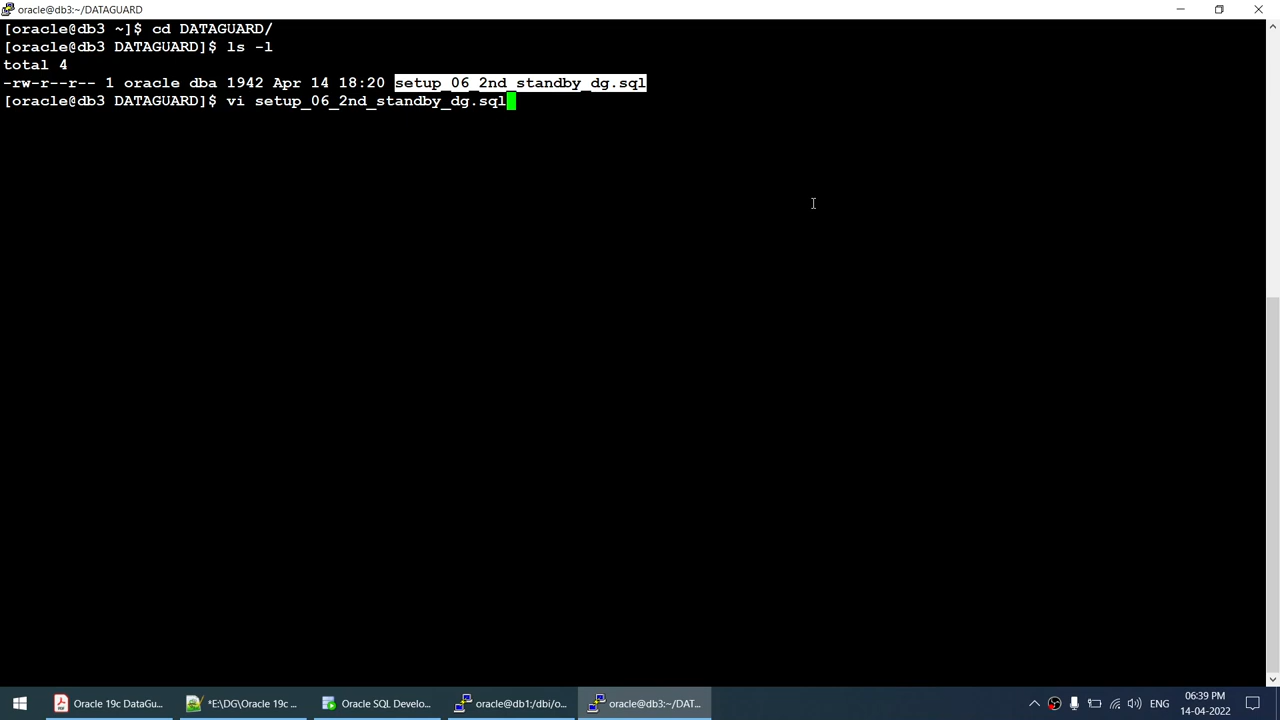 oracle@db3:~/DATAGUARD
[oracle@db3 ~]$ cd DATAGUARD/
[oracle@db3 DATAGUARD]$ ls -l
total 4
-rw-r--r-- 1 oracle dba 1942 Apr 14 18:20 setup_06_2nd_standby_dg.sql
[oracle@db3 DATAGUARD]$ vi setup_06_2nd_standby_dg.sql
Oracle 19c DataGu...
*E:\DG\Oracle 19c ...
Oracle SQL Develo...
oracle@db1:/dbi/o...
oracle@db3:~/DAT...
ENG
06:39 PM
14-04-2022